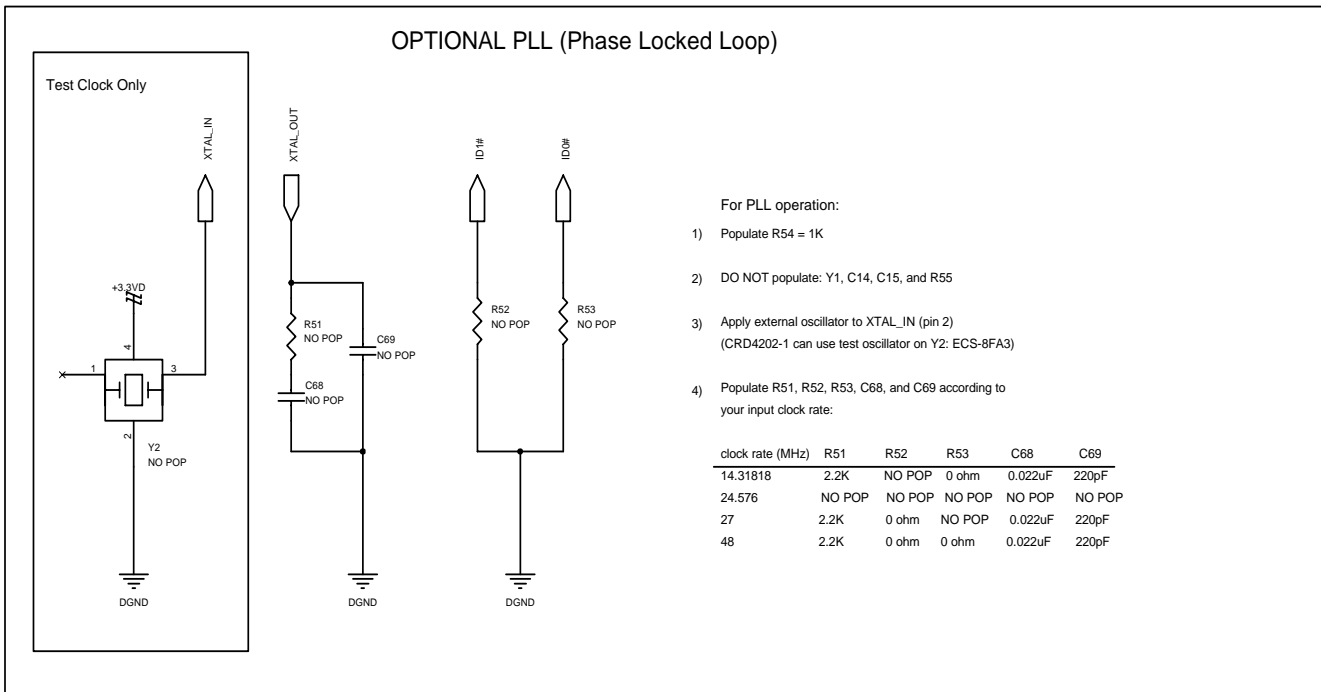 OPTIONAL PLL (Phase Locked Loop)
Test Clock Only
XTAL_IN
XTAL_OUT
ID1#
ID0#
+3.3VD
4
1
3
2
Y2
NO POP
DGND
R51
NO POP
C69
NO POP
C68
NO POP
DGND
R52
NO POP
R53
NO POP
DGND
For PLL operation:
1) Populate R54 = 1K
2) DO NOT populate: Y1, C14, C15, and R55
3) Apply external oscillator to XTAL_IN (pin 2)
(CRD4202-1 can use test oscillator on Y2: ECS-8FA3)
4) Populate R51, R52, R53, C68, and C69 according to
your input clock rate:
clock rate (MHz) R51 R52 R53 C68 C69
14.31818 2.2K NO POP 0 ohm 0.022uF 220pF
24.576 NO POP NO POP NO POP NO POP NO POP
27 2.2K 0 ohm NO POP 0.022uF 220pF
48 2.2K 0 ohm 0 ohm 0.022uF 220pF